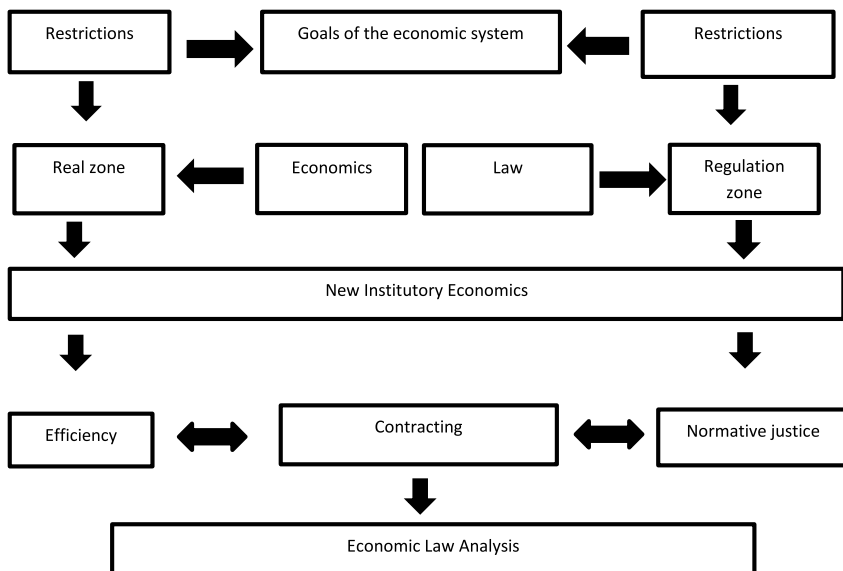 Restrictions
Goals of the economic system
Restrictions
Real zone
Economics
Law
Regulation
zone
New Institutory Economics
Efficiency
Contracting
Normative justice
Economic Law Analysis